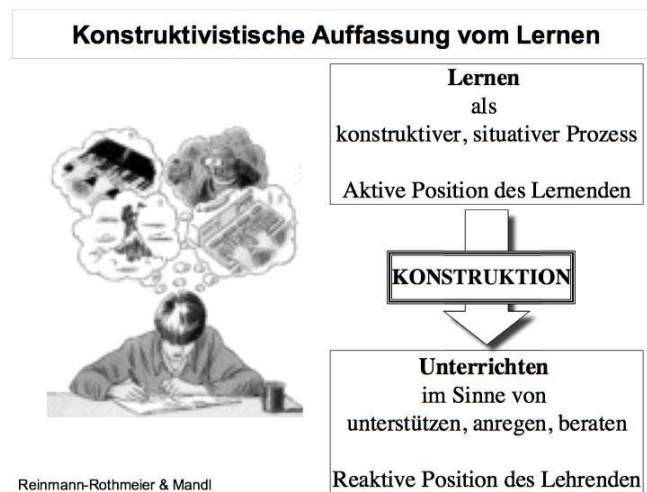 Konstruktivistische Auffassung vom Lernen
Lernen
als
konstruktiver, situativer Prozess
Aktive Position des Lernenden
KONSTRUKTION
Unterrichten
im Sinne von
unterstützen, anregen, beraten
Reaktive Position des Lehrenden
Reinmann-Rothmeier & Mandl